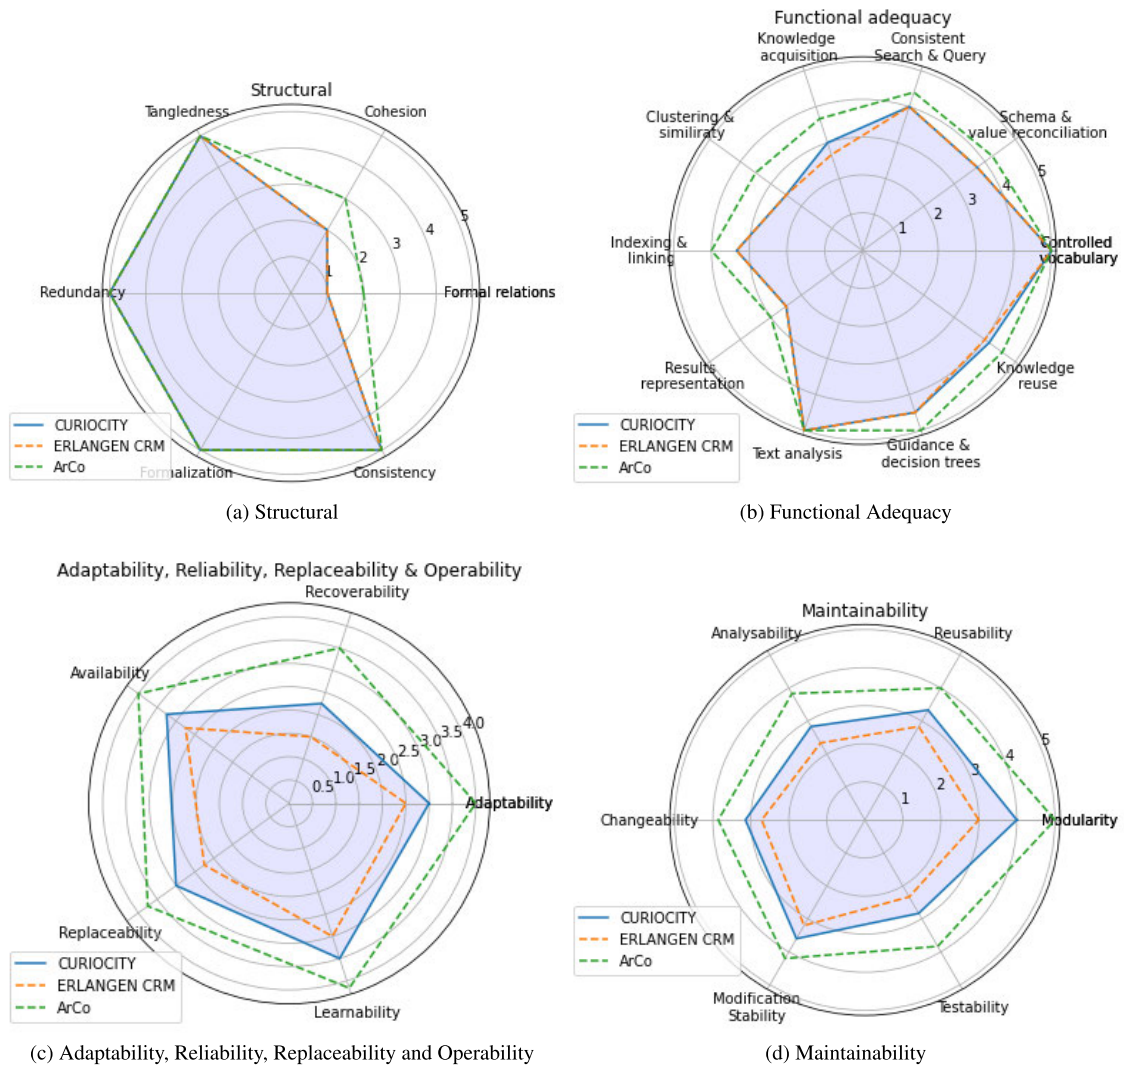 Structural
Tangledness
Cohesion
Redundancy
1
2
3
4
5
Formal relations
CURIOCITY
ERLANGEN CRM
ArCo
Formalization
Consistency
(a) Structural
Functional adequacy
Knowledge
acquisition
Consistent
Search & Query
Clustering &
similiraty
Schema &
value reconciliation
1
2
3
4
5
Indexing &
linking
Controlled
vocabulary
Results
representation
Knowledge
reuse
CURIOCITY
ERLANGEN CRM
ArCo
Text analysis
Guidance &
decision trees
(b) Functional Adequacy
Adaptability, Reliability, Replaceability & Operability
Recoverability
Availability
0.5
1.0
1.5
2.0
2.5
3.0
3.5
4.0
Adaptability
Replaceability
CURIOCITY
ERLANGEN CRM
ArCo
Learnability
(c) Adaptability, Reliability, Replaceability and Operability
Maintainability
Analysability
Reusability
1
2
3
4
5
Changeability
Modularity
CURIOCITY
ERLANGEN CRM
ArCo
Modification
Stability
Testability
(d) Maintainability